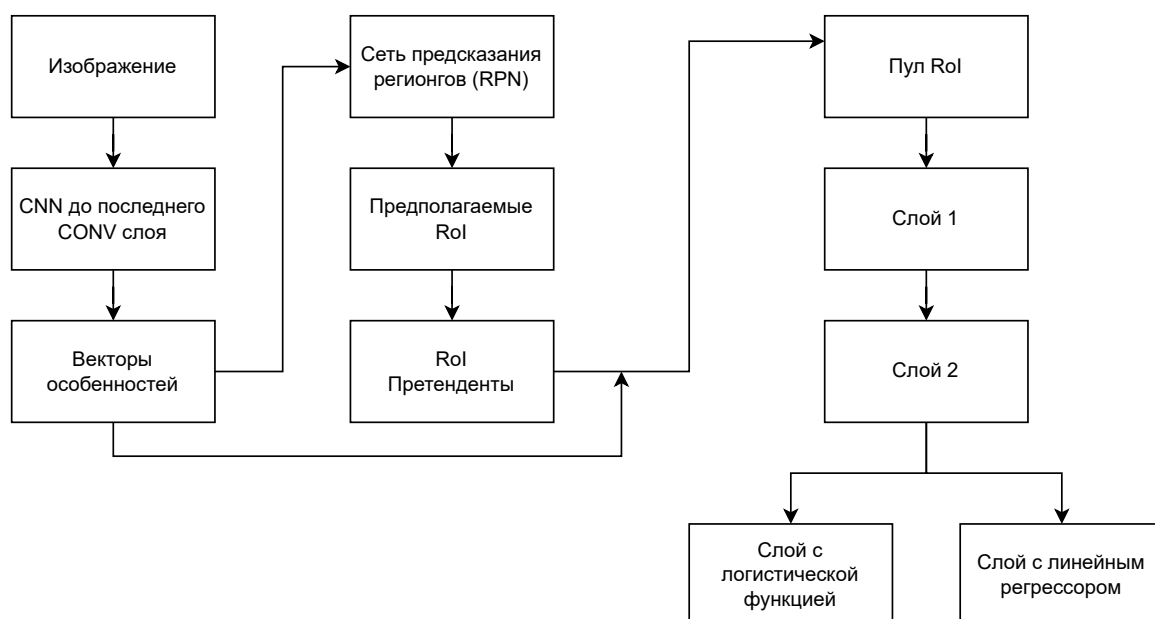 Изображение
CNN до последнего
CONV слоя
Векторы
особенностей
Сеть предсказания
регионгов (RPN)
Предполагаемые
RoI
RoI
Претенденты
Пул RoI
Слой 1
Слой 2
Слой с
логистической
функцией
Слой с линейным
регрессором